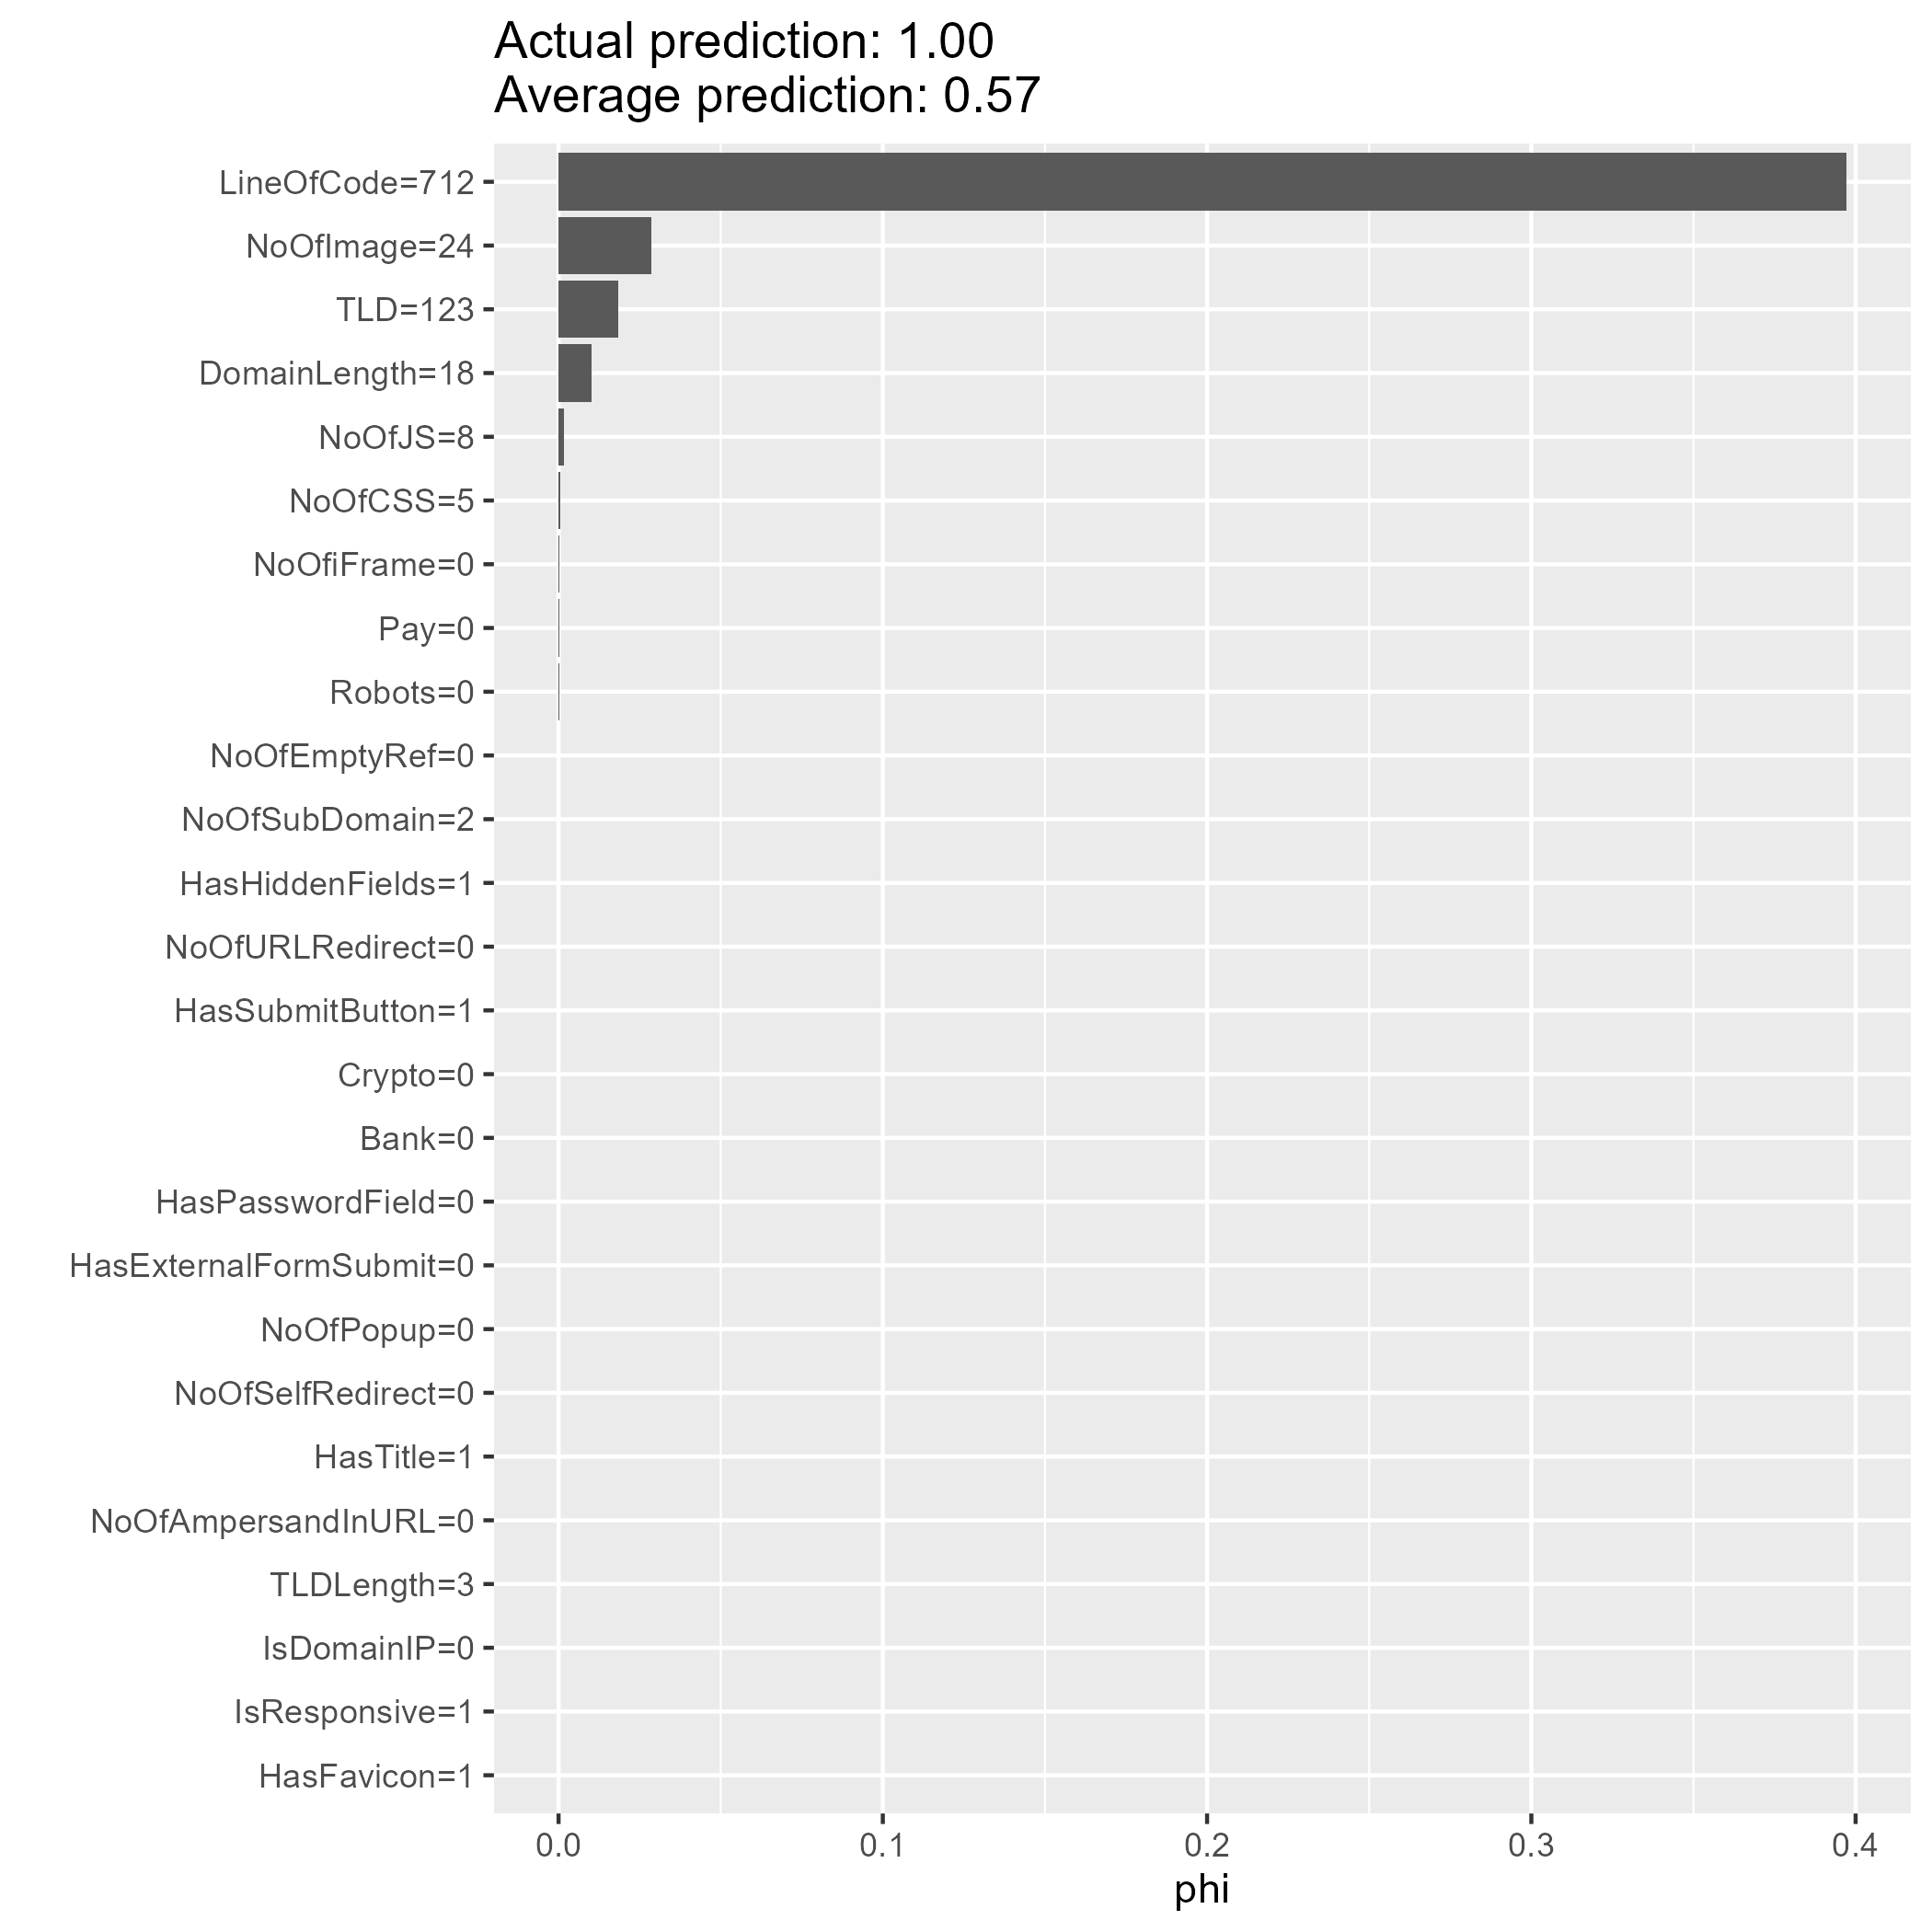 Actual prediction: 1.00
Average prediction: 0.57
LineOfCode=712
NoOfImage=24
TLD=123
DomainLength=18
NoOfJS=8
NoOfCSS=5
NoOfiFrame=0
Pay=0
Robots=0
NoOfEmptyRef=0
NoOfSubDomain=2
HasHiddenFields=1
NoOfURLRedirect=0
HasSubmitButton=1
Crypto=0
Bank=0
HasPasswordField=0
HasExternalFormSubmit=0
NoOfPopup=0
NoOfSelfRedirect=0
HasTitle=1
NoOfAmpersandInURL=0
TLDLength=3
IsDomainIP=0
IsResponsive=1
HasFavicon=1
0.0 0.1 0.2 0.3 0.4
phi